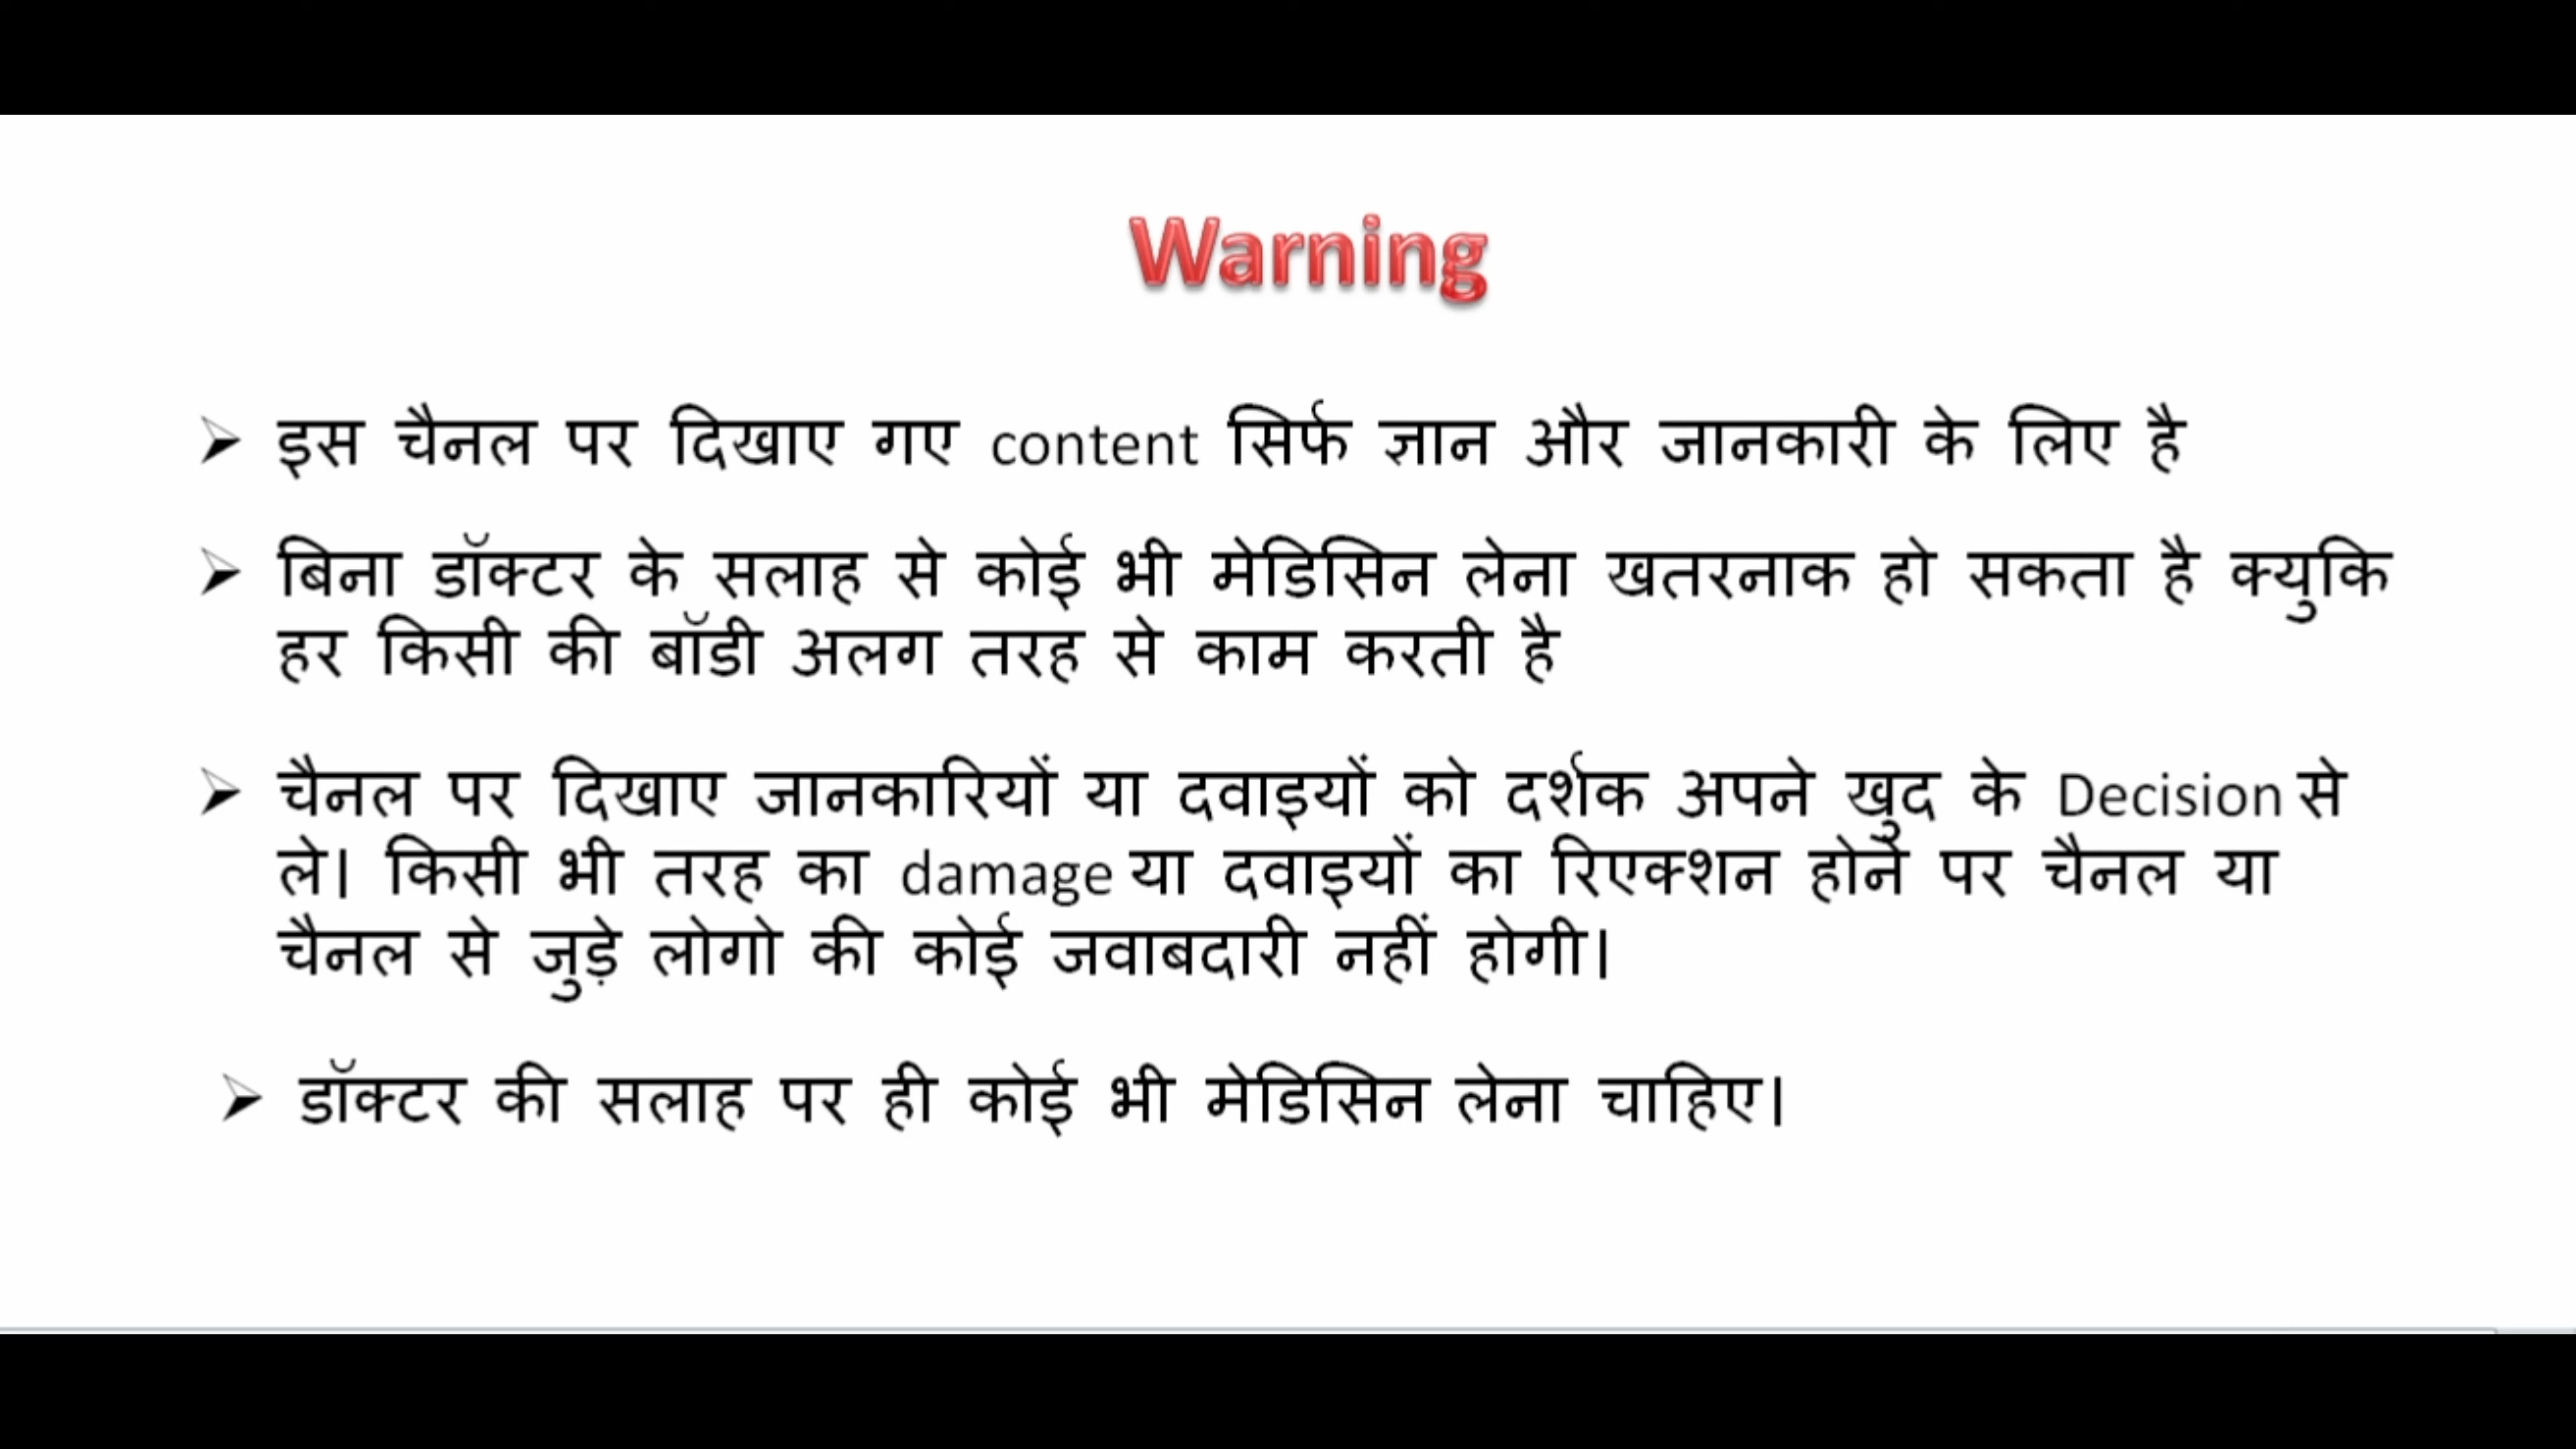 Warning
➢ इस चैनल पर दिखाए गए content सिर्फ ज्ञान और जानकारी के लिए है
➢ बिना डॉक्टर के सलाह से कोई भी मेडिसिन लेना खतरनाक हो सकता है क्युकि
हर किसी की बॉडी अलग तरह से काम करती है
➢ चैनल पर दिखाए जानकारियों या दवाइयों को दर्शक अपने खुद के Decision से
ले। किसी भी तरह का damage या दवाइयों का रिएक्शन होने पर चैनल या
चैनल से जुड़े लोगो की कोई जवाबदारी नहीं होगी।
➢ डॉक्टर की सलाह पर ही कोई भी मेडिसिन लेना चाहिए।